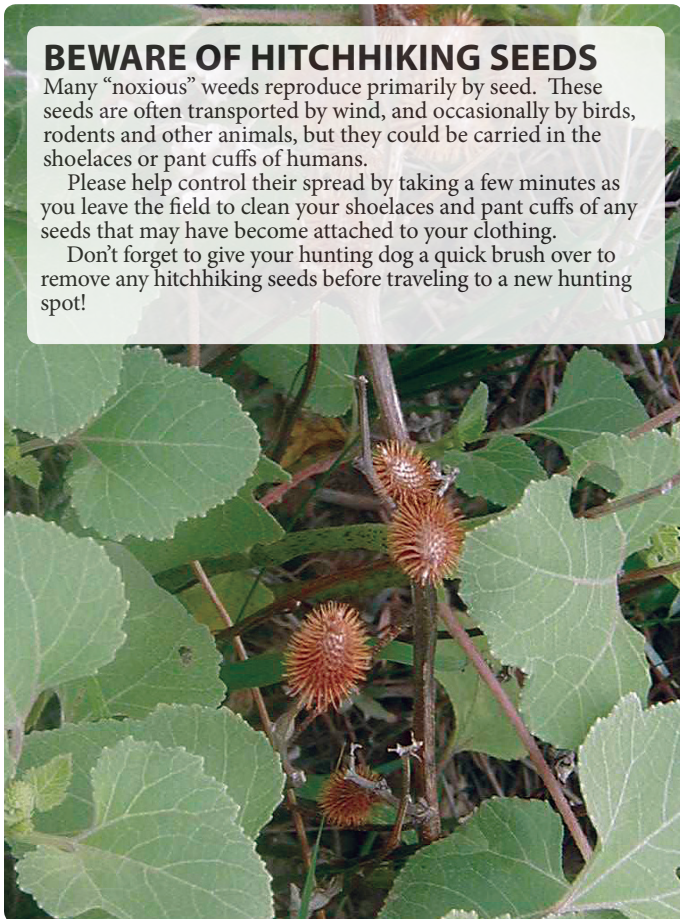 BEWARE OF HITCHHIKING SEEDS
Many “noxious” weeds reproduce primarily by seed.  These
seeds are often transported by wind, and occasionally by birds,
rodents and other animals, but they could be carried in the
shoelaces or pant cuffs of humans.
Please help control their spread by taking a few minutes as
you leave the field to clean your shoelaces and pant cuffs of any
seeds that may have become attached to your clothing.
Don’t forget to give your hunting dog a quick brush over to
remove any hitchhiking seeds before traveling to a new hunting
spot!